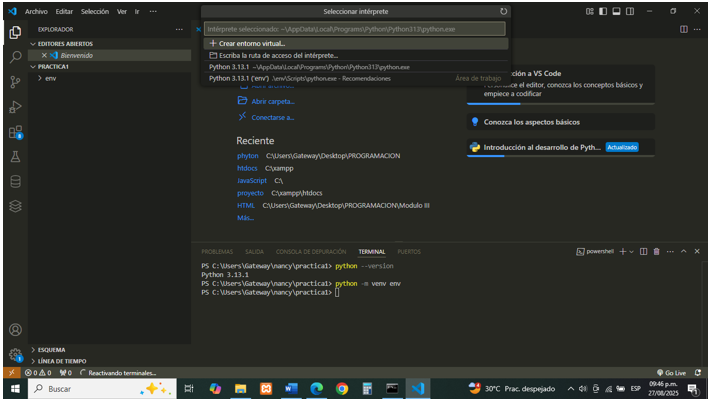 Archivo Editar Selección Ver Ir ···
Seleccionar intérprete
Intérprete seleccionado: ~\AppData\Local\Programs\Python\Python313\python.exe
+ Crear entorno virtual...
Escriba la ruta de acceso del intérprete...
Python 3.13.1 ~\AppData\Local\Programs\Python\Python313\python.exe
Python 3.13.1 ('env') .\env\Scripts\python.exe - Recomendaciones
Área de trabajo
EXPLORADOR ···
EDITORES ABIERTOS
Bienvenido
PRACTICA1
env
Abrir carpeta...
Conectarse a...
Reciente
phyton C:\Users\Gateway\Desktop\PROGRAMACION
htdocs C:\xampp
JavaScript C:\
proyecto C:\xampp\htdocs
HTML C:\Users\Gateway\Desktop\PROGRAMACION\Modulo III
Más...
a VS Code
el editor, conozca los conceptos básicos y
empiece a codificar
Conozca los aspectos básicos
Introducción al desarrollo de Pyth... Actualizado
PROBLEMAS SALIDA CONSOLA DE DEPURACIÓN TERMINAL PUERTOS
powershell
PS C:\Users\Gateway\nancy\practica1> python --version
Python 3.13.1
PS C:\Users\Gateway\nancy\practica1> python -m venv env
PS C:\Users\Gateway\nancy\practica1>
ESQUEMA
LÍNEA DE TIEMPO
0 0 0 Reactivando terminales...
Go Live
Buscar
30°C Prac. despejado
ESP
09:46 p.m.
27/08/2025